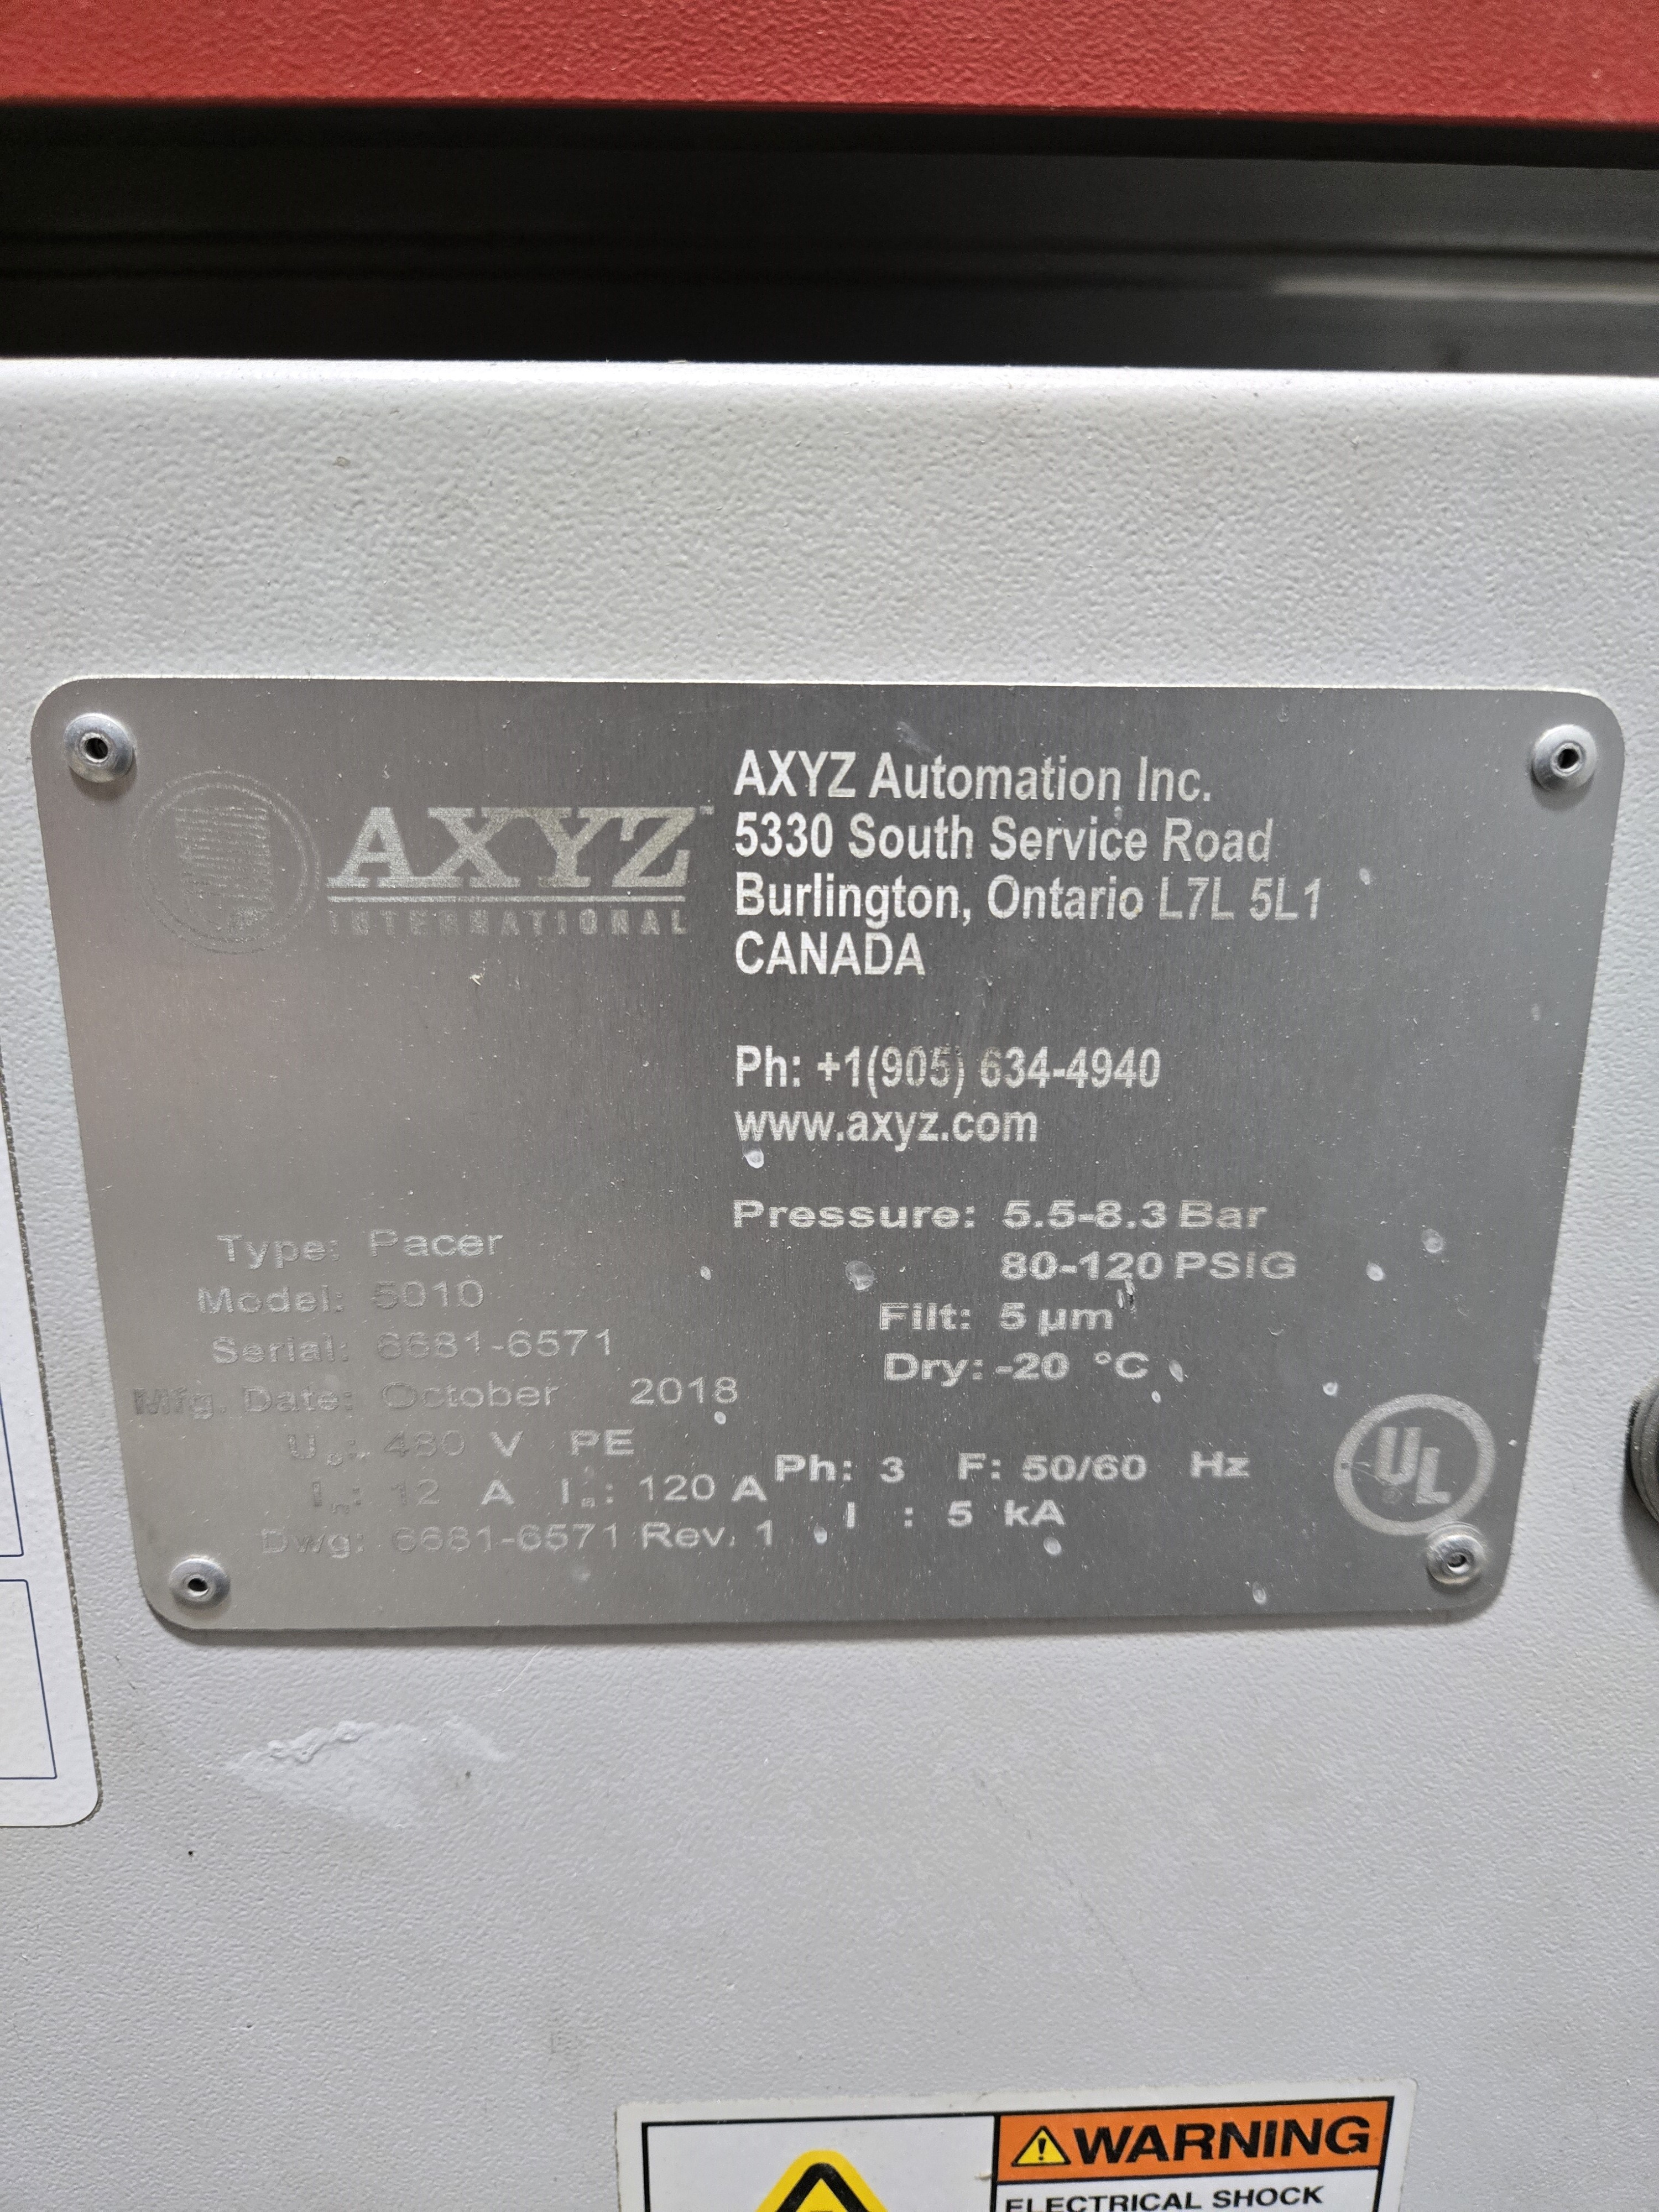 AXYZ™
INTERNATIONAL
AXYZ Automation Inc.
5330 South Service Road
Burlington, Ontario L7L 5L1
CANADA
Ph: +1(905) 634-4940
www.axyz.com
Pressure: 5.5-8.3 Bar
80-120 PSIG
Filt: 5 µm
Dry: -20 °C
Type: Pacer
Model: 5010
Serial: 6681-6571
Mfg. Date: October 2018
U : 480 V PE
I : 12 A I : 120 A Ph: 3 F: 50/60 Hz
Dwg: 6681-6571 Rev. 1 I : 5 kA
UL
WARNING
ELECTRICAL SHOCK